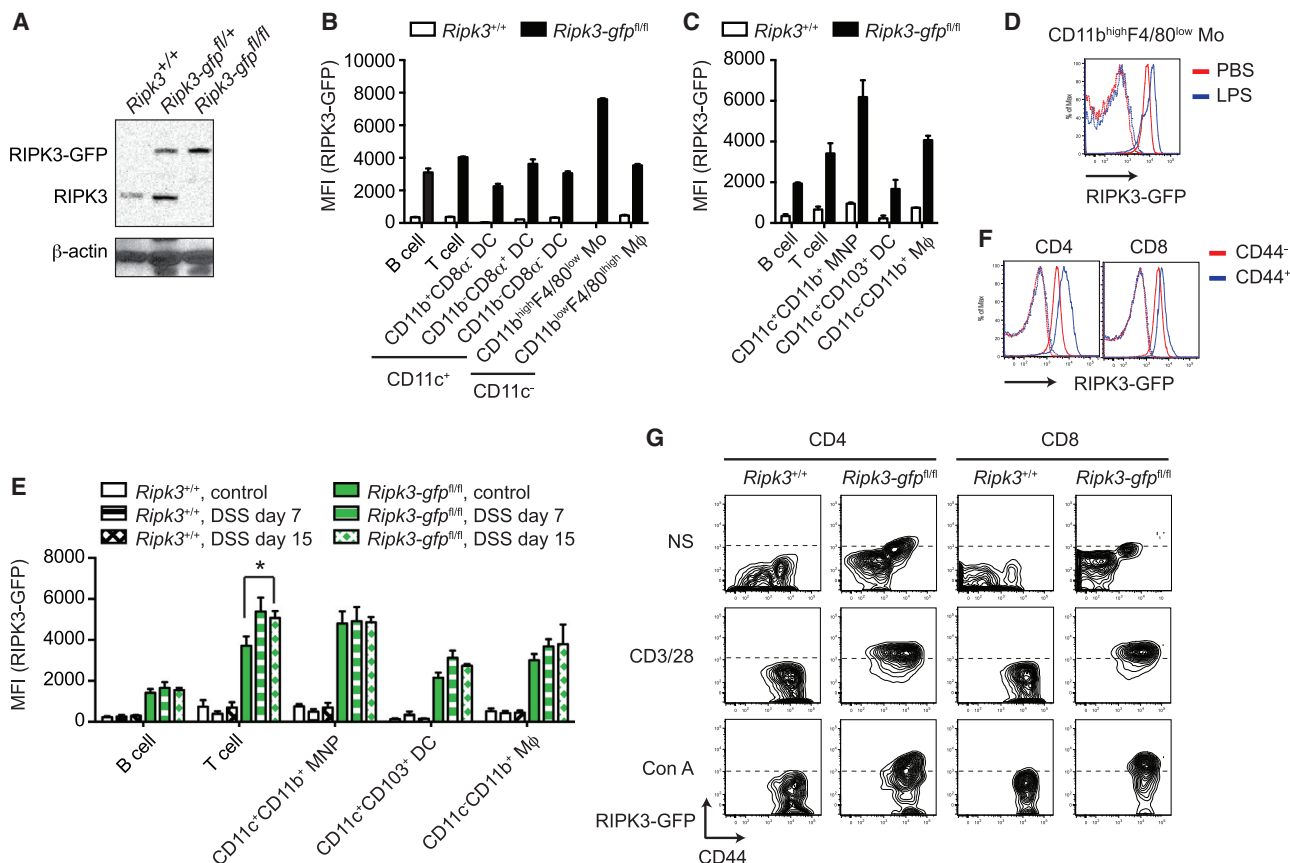 A
Ripk3+/+
Ripk3-gfpfl/+
Ripk3-gfpfl/fl
RIPK3-GFP
RIPK3
β-actin
B
Ripk3+/+
Ripk3-gfpfl/fl
MFI (RIPK3-GFP)
10000
8000
6000
4000
2000
0
B cell
T cell
CD11b+CD8α- DC
CD11b-CD8α+ DC
CD11b-CD8α- DC
CD11bhighF4/80low Mo
CD11blowF4/80high Mϕ
CD11c+
CD11c-
C
Ripk3+/+
Ripk3-gfpfl/fl
MFI (RIPK3-GFP)
8000
6000
4000
2000
0
B cell
T cell
CD11c+CD11b+ MNP
CD11c+CD103+ DC
CD11c-CD11b+ Mϕ
D
CD11bhighF4/80low Mo
PBS
LPS
% of Max
RIPK3-GFP
F
CD4
CD8
CD44-
CD44+
% of Max
RIPK3-GFP
E
Ripk3+/+, control
Ripk3+/+, DSS day 7
Ripk3+/+, DSS day 15
Ripk3-gfpfl/fl, control
Ripk3-gfpfl/fl, DSS day 7
Ripk3-gfpfl/fl, DSS day 15
MFI (RIPK3-GFP)
8000
6000
4000
2000
0
*
B cell
T cell
CD11c+CD11b+ MNP
CD11c+CD103+ DC
CD11c-CD11b+ Mϕ
G
CD4
CD8
Ripk3+/+
Ripk3-gfpfl/fl
Ripk3+/+
Ripk3-gfpfl/fl
NS
CD3/28
Con A
RIPK3-GFP
CD44